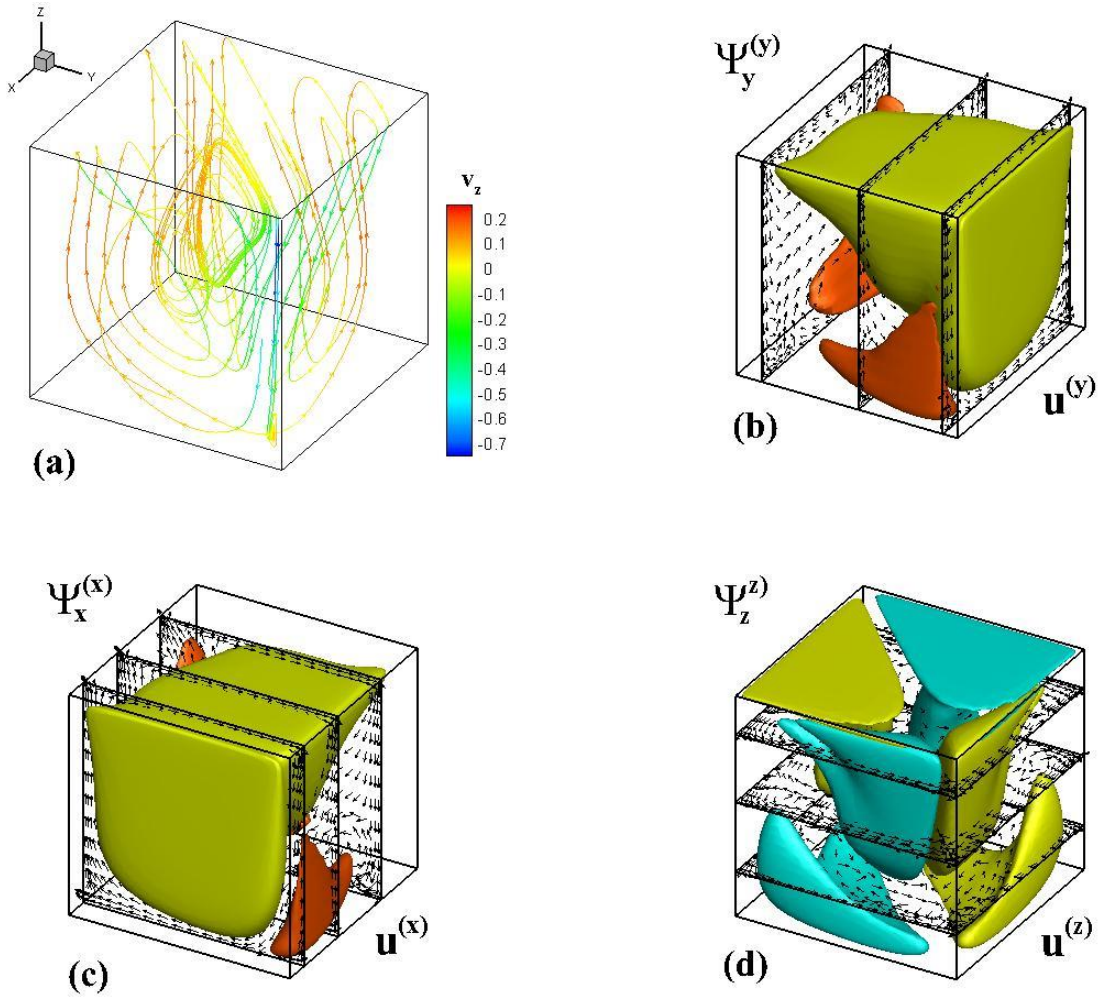 Z
X
Y
v_z
0.2
0.1
0
-0.1
-0.2
-0.3
-0.4
-0.5
-0.6
-0.7
(a)
Ψ_y^(y)
u^(y)
(b)
Ψ_x^(x)
u^(x)
(c)
Ψ_z^z)
u^(z)
(d)